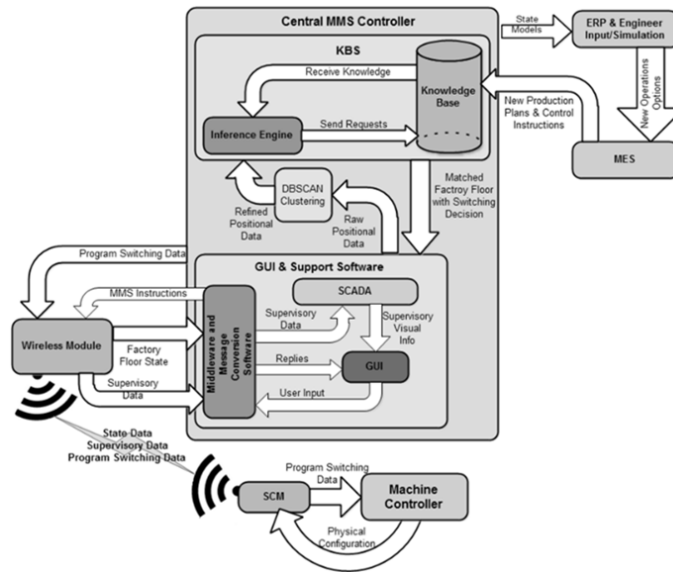 Central MMS Controller
State
Models
ERP & Engineer
Input/Simulation
KBS
Receive Knowledge
Knowledge
Base
Inference Engine
Send Requests
New Production
Plans & Control
Instructions
New Operations
Options
MES
DBSCAN
Clustering
Refined
Positional
Data
Raw
Positional
Data
Matched
Factroy Floor
with Switching
Decision
Program Switching Data
GUI & Support Software
MMS Instructions
SCADA
Wireless Module
Factory
Floor State
Supervisory
Data
Middleware and
Message
Conversion
Software
Supervisory
Data
Supervisory
Visual
Info
Replies
GUI
User Input
State Data
Supervisory Data
Program Switching Data
SCM
Program Switching
Data
Machine
Controller
Physical
Configuration